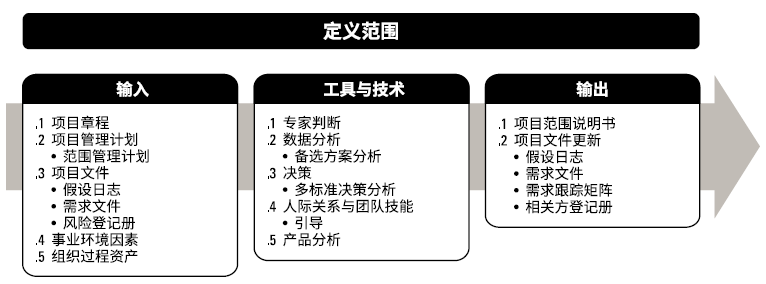 定义范围
输入
.1 项目章程
.2 项目管理计划
• 范围管理计划
.3 项目文件
• 假设日志
• 需求文件
• 风险登记册
.4 事业环境因素
.5 组织过程资产
工具与技术
.1 专家判断
.2 数据分析
• 备选方案分析
.3 决策
• 多标准决策分析
.4 人际关系与团队技能
• 引导
.5 产品分析
输出
.1 项目范围说明书
.2 项目文件更新
• 假设日志
• 需求文件
• 需求跟踪矩阵
• 相关方登记册